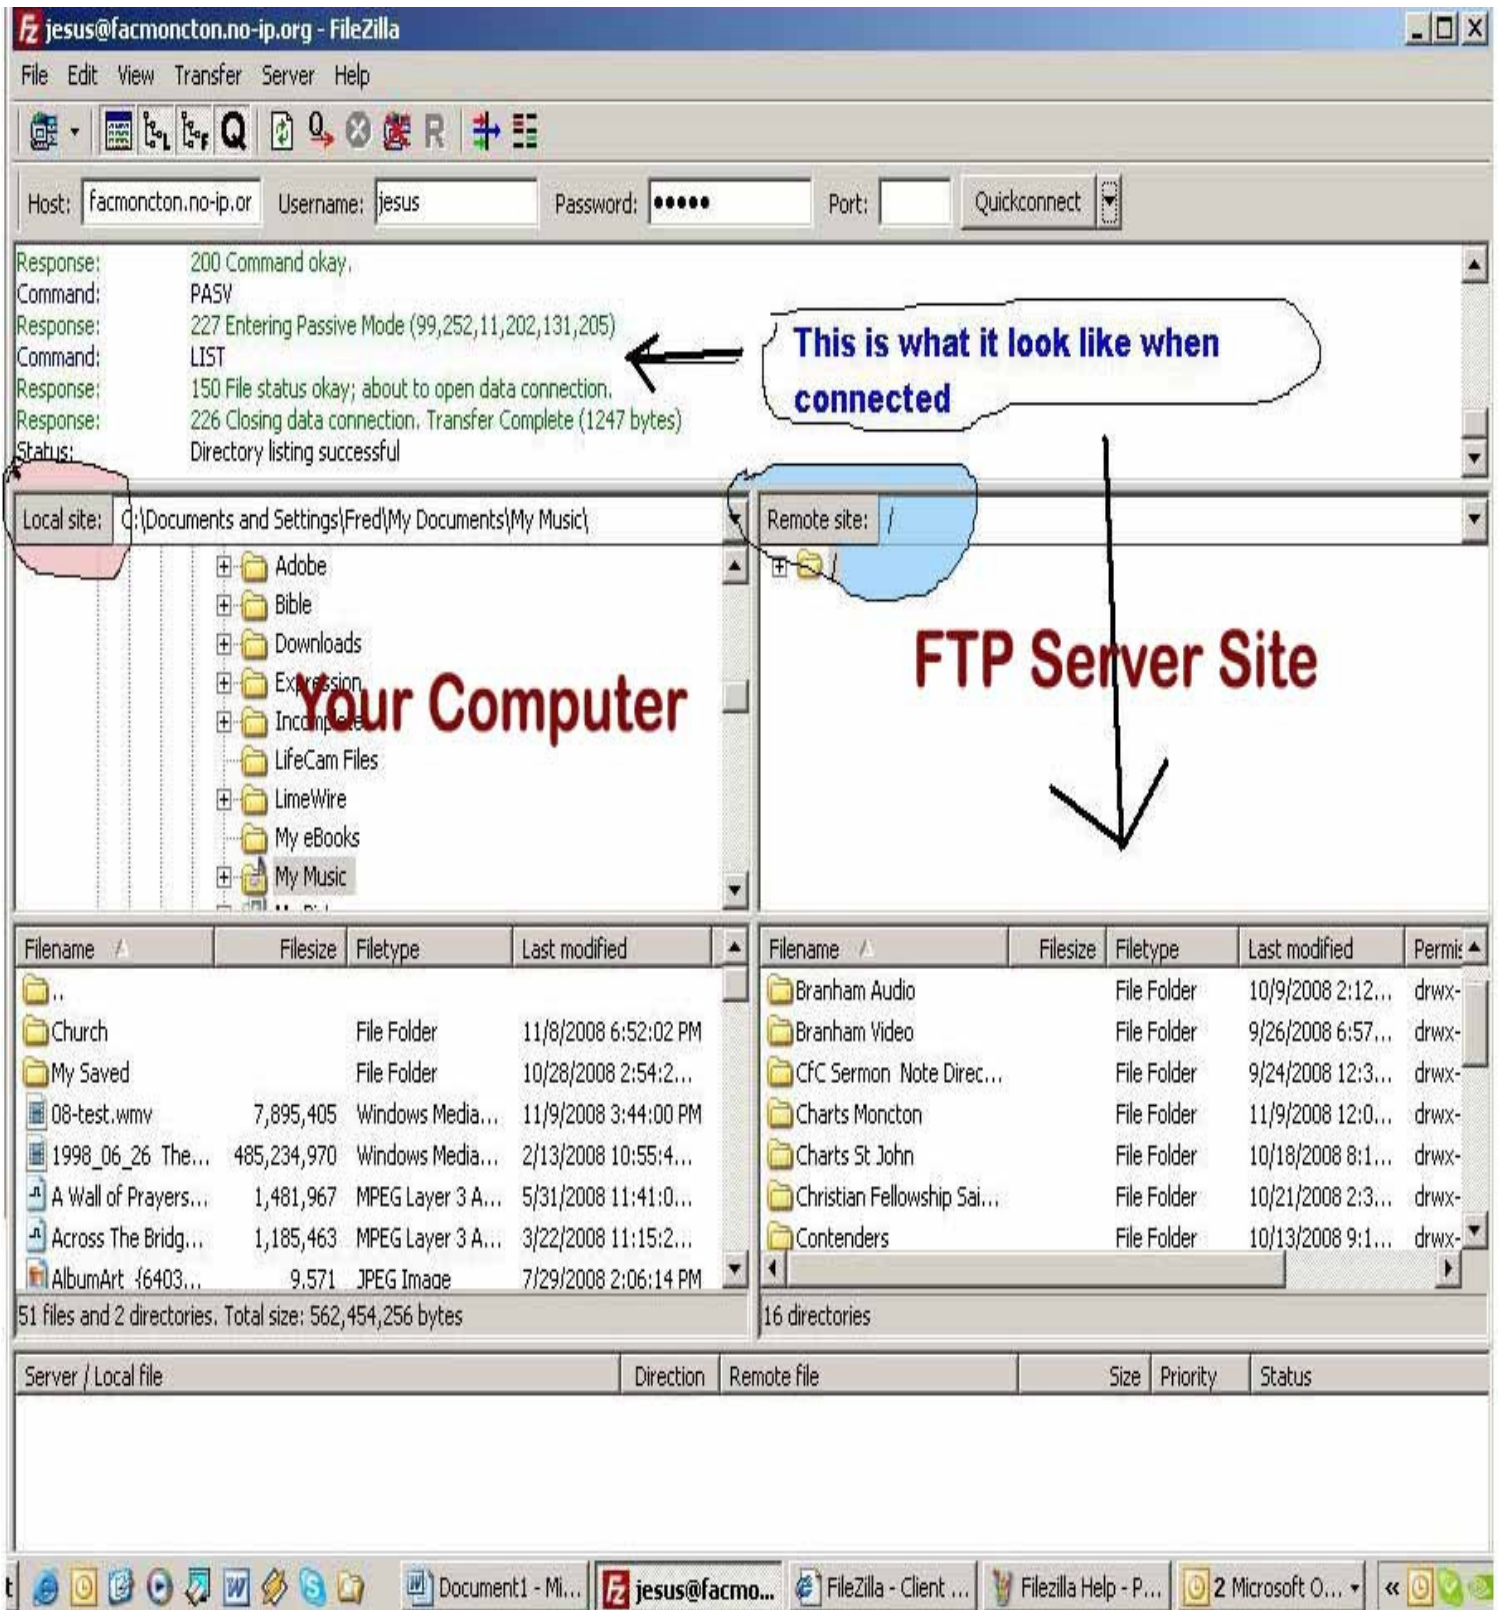 jesus@facmoncton.no-ip.org - FileZilla
File Edit View Transfer Server Help
Host: facmoncton.no-ip.or Username: jesus Password: ●●●●● Port: Quickconnect
Response: 200 Command okay.
Command: PASV
Response: 227 Entering Passive Mode (99,252,11,202,131,205)
Command: LIST
Response: 150 File status okay; about to open data connection.
Response: 226 Closing data connection. Transfer Complete (1247 bytes)
Status: Directory listing successful
This is what it look like when
connected
Local site: C:\Documents and Settings\Fred\My Documents\My Music\
Adobe
Bible
Downloads
Expression
Incomplete
LifeCam Files
LimeWire
My eBooks
My Music
Your Computer
Remote site: /
/
FTP Server Site
Filename Filesize Filetype Last modified
..
Church File Folder 11/8/2008 6:52:02 PM
My Saved File Folder 10/28/2008 2:54:2...
08-test.wmv 7,895,405 Windows Media... 11/9/2008 3:44:00 PM
1998_06_26 The... 485,234,970 Windows Media... 2/13/2008 10:55:4...
A Wall of Prayers... 1,481,967 MPEG Layer 3 A... 5/31/2008 11:41:0...
Across The Bridg... 1,185,463 MPEG Layer 3 A... 3/22/2008 11:15:2...
AlbumArt_{6403... 9,571 JPEG Image 7/29/2008 2:06:14 PM
51 files and 2 directories. Total size: 562,454,256 bytes
Filename Filesize Filetype Last modified Permis
Branham Audio File Folder 10/9/2008 2:12... drwx-
Branham Video File Folder 9/26/2008 6:57... drwx-
CfC Sermon Note Direc... File Folder 9/24/2008 12:3... drwx-
Charts Moncton File Folder 11/9/2008 12:0... drwx-
Charts St John File Folder 10/18/2008 8:1... drwx-
Christian Fellowship Sai... File Folder 10/21/2008 2:3... drwx-
Contenders File Folder 10/13/2008 9:1... drwx-
16 directories
Server / Local file Direction Remote file Size Priority Status
Document1 - Mi... jesus@facmo... FileZilla - Client ... Filezilla Help - P... 2 Microsoft O... «